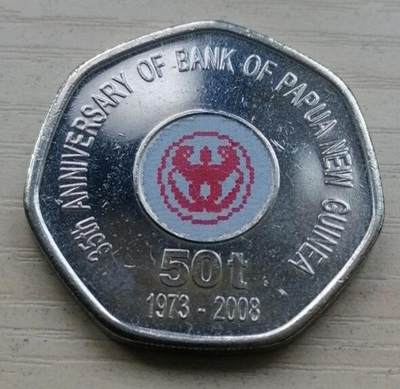 35th ANNIVERSARY OF BANK OF PAPUA NEW GUINEA
50t
1973 - 2008